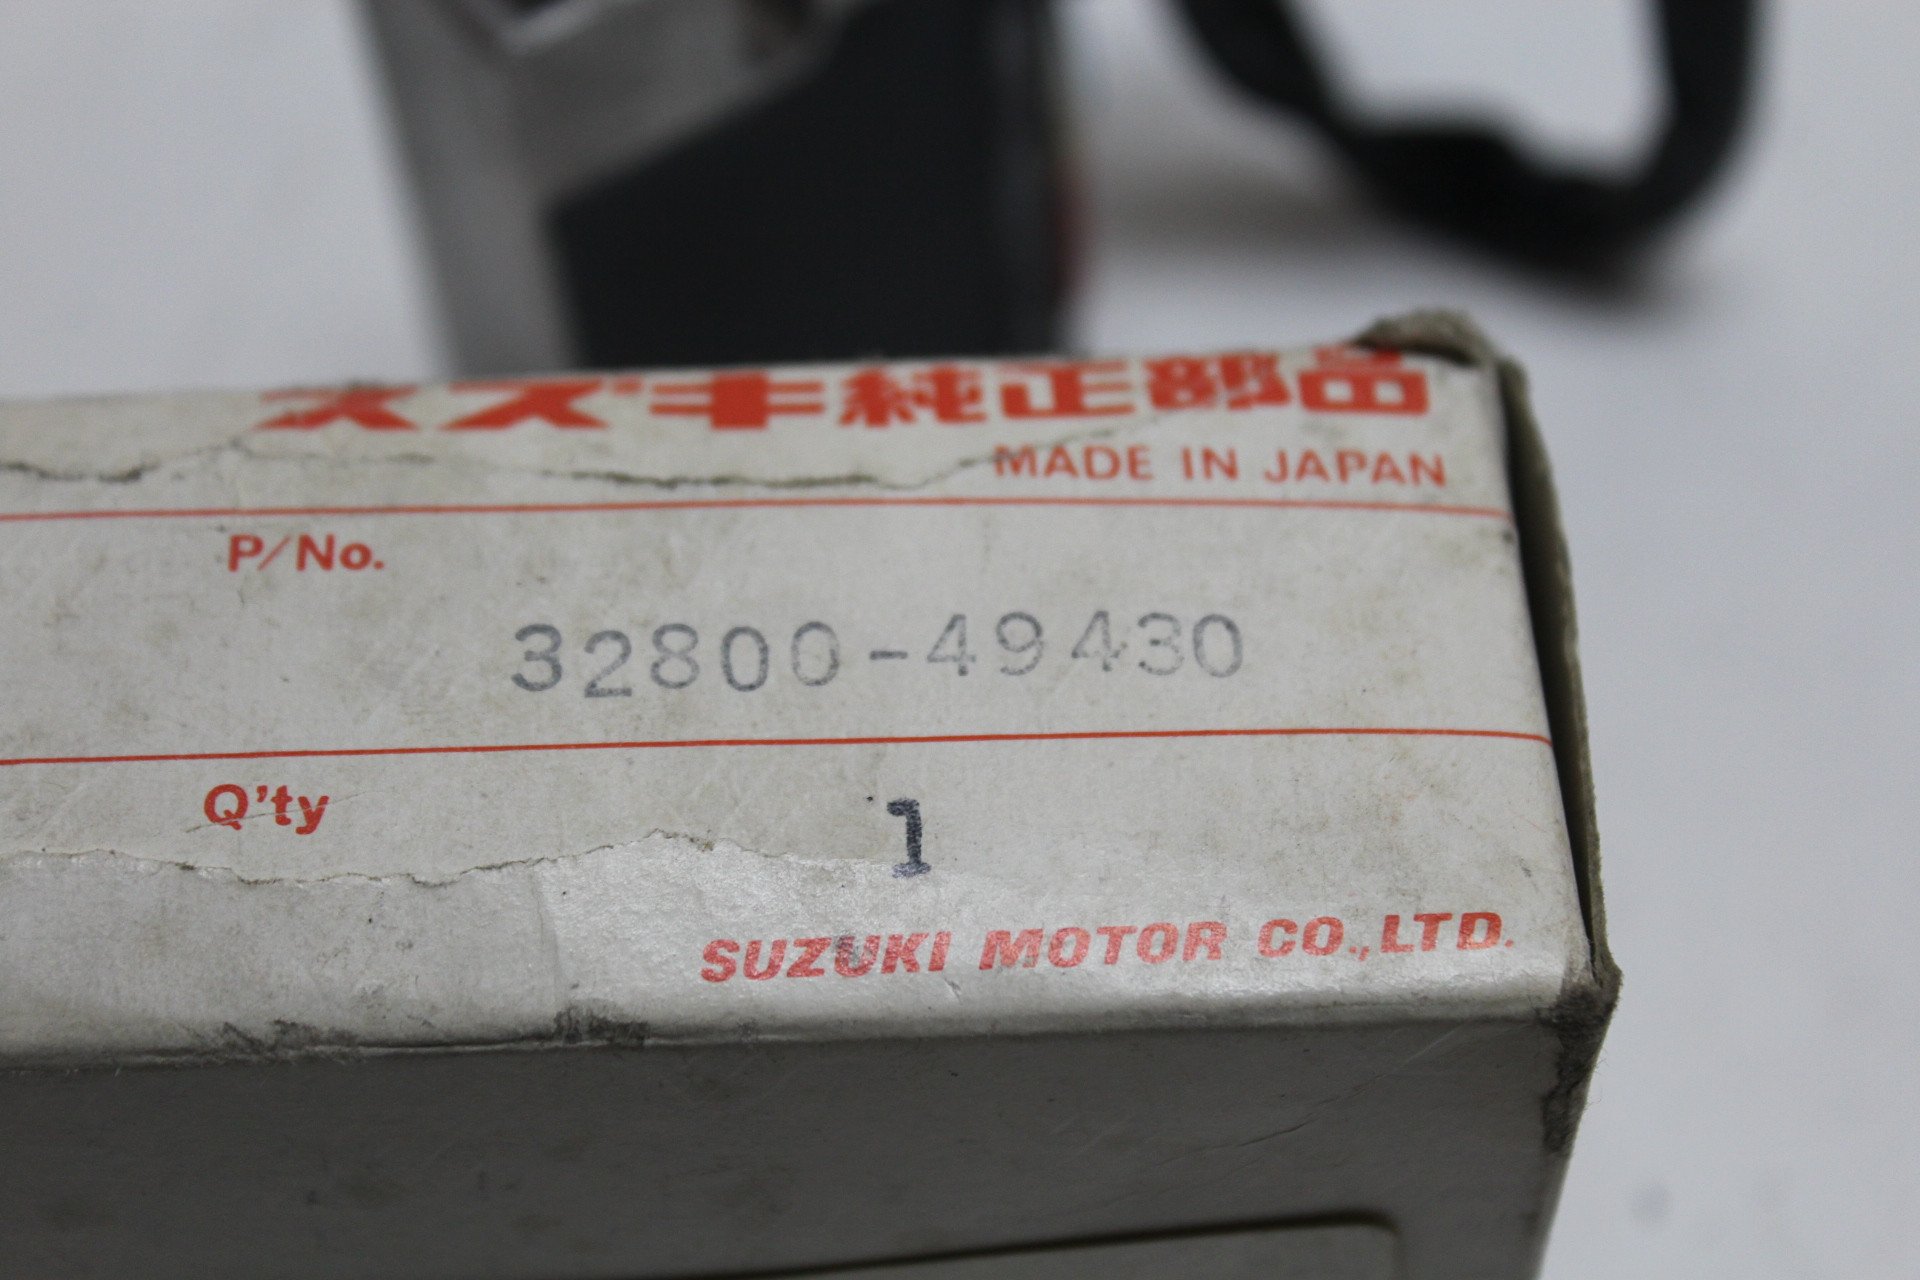 スズキ純正部品
MADE IN JAPAN
P/No.
32800-49430
Q'ty
1
SUZUKI MOTOR CO.,LTD.